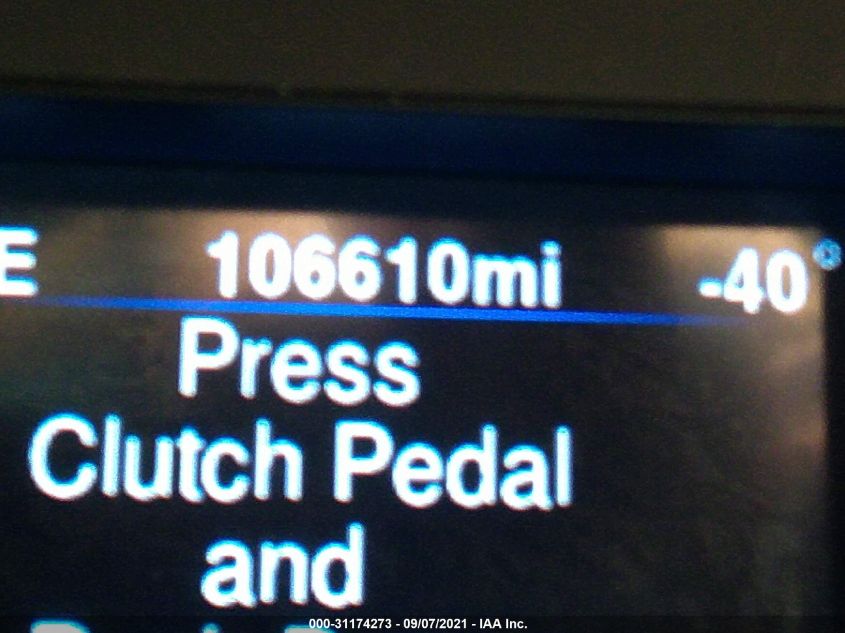 E 106610mi -40°
Press
Clutch Pedal
and
000-31174273 - 09/07/2021 - IAA Inc.